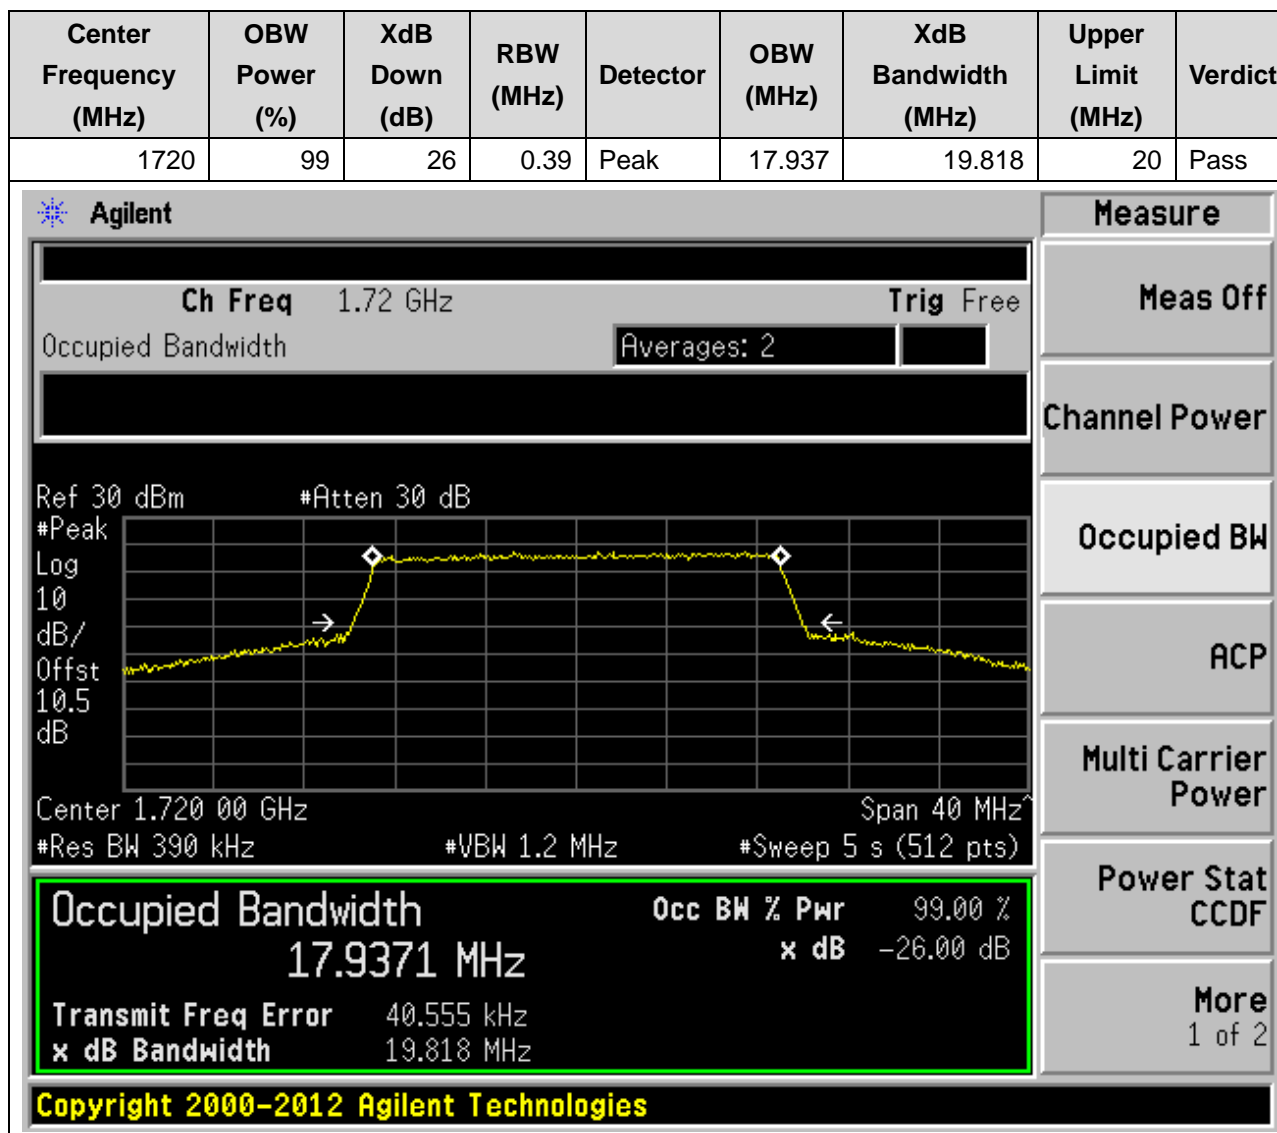 Center Frequency (MHz) OBW Power (%) XdB Down (dB) RBW (MHz) Detector OBW (MHz) XdB Bandwidth (MHz) Upper Limit (MHz) Verdict
1720 99 26 0.39 Peak 17.937 19.818 20 Pass
Agilent
Ch Freq 1.72 GHz Trig Free
Occupied Bandwidth Averages: 2
Ref 30 dBm #Atten 30 dB
#Peak
Log
10
dB/
Offst
10.5
dB
Center 1.720 00 GHz Span 40 MHz^
#Res BW 390 kHz #VBW 1.2 MHz #Sweep 5 s (512 pts)
Occupied Bandwidth Occ BW % Pwr 99.00 %
17.9371 MHz x dB -26.00 dB
Transmit Freq Error 40.555 kHz
x dB Bandwidth 19.818 MHz
Copyright 2000-2012 Agilent Technologies
Measure
Meas Off
Channel Power
Occupied BW
ACP
Multi Carrier
Power
Power Stat
CCDF
More
1 of 2